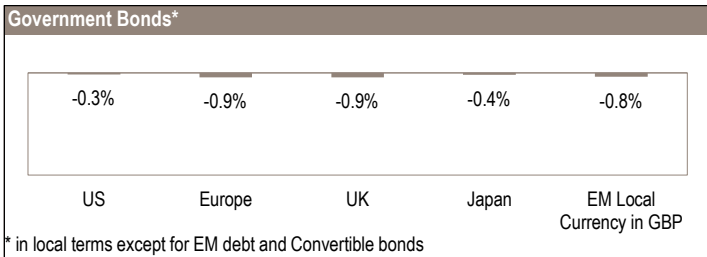 Government Bonds*
-0.3% -0.9% -0.9% -0.4% -0.8%
US Europe UK Japan EM Local
Currency in GBP
* in local terms except for EM debt and Convertible bonds